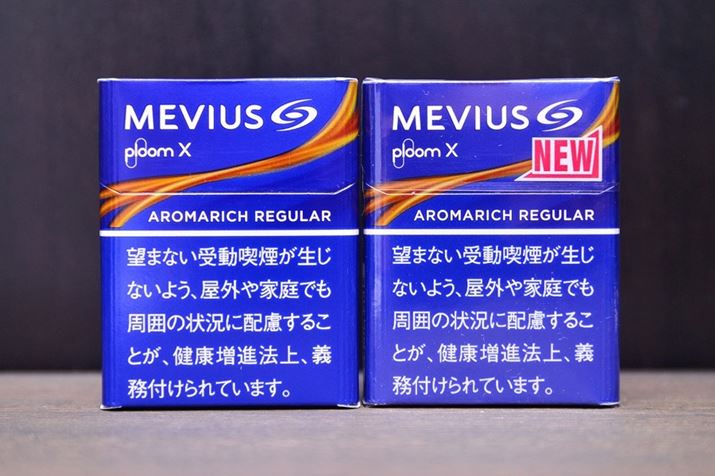 MEVIUS
ploom X
AROMARICH REGULAR
望まない受動喫煙が生じ
ないよう、屋外や家庭でも
周囲の状況に配慮するこ
とが、健康増進法上、義
務付けられています。
MEVIUS
ploom X
NEW
AROMARICH REGULAR
望まない受動喫煙が生じ
ないよう、屋外や家庭でも
周囲の状況に配慮するこ
とが、健康増進法上、義
務付けられています。